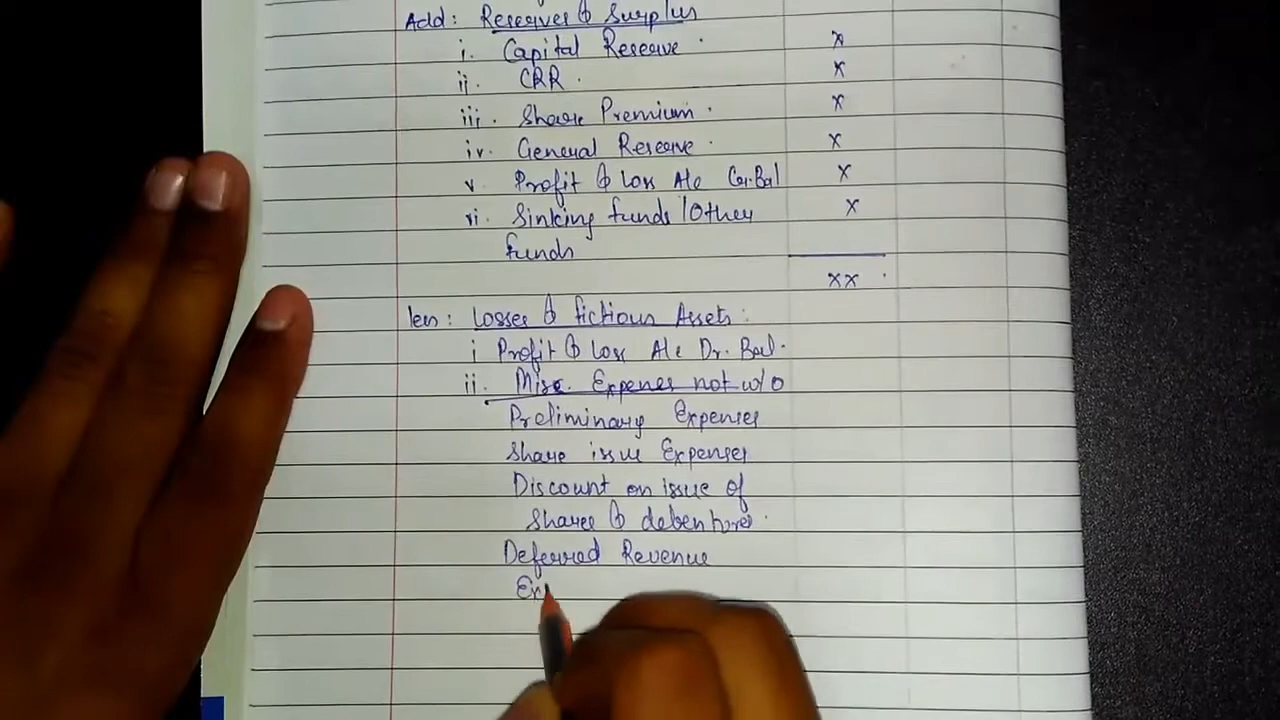 Add: Reserves & Surplus
i. Capital Reserve x
ii. CRR. x
iii. Share Premium. x
iv. General Reserve. x
v. Profit & Loss A/c Cr.Bal x
vi. Sinking funds /Other x
funds
xx
less: Losses & fictious Assets:
i Profit & Loss A/c Dr. Bal.
ii. Misc. Expenses not w/o
Preliminary Expenses
Share issue Expenses
Discount on issue of
Shares & debentures.
Deferred Revenue
Ex